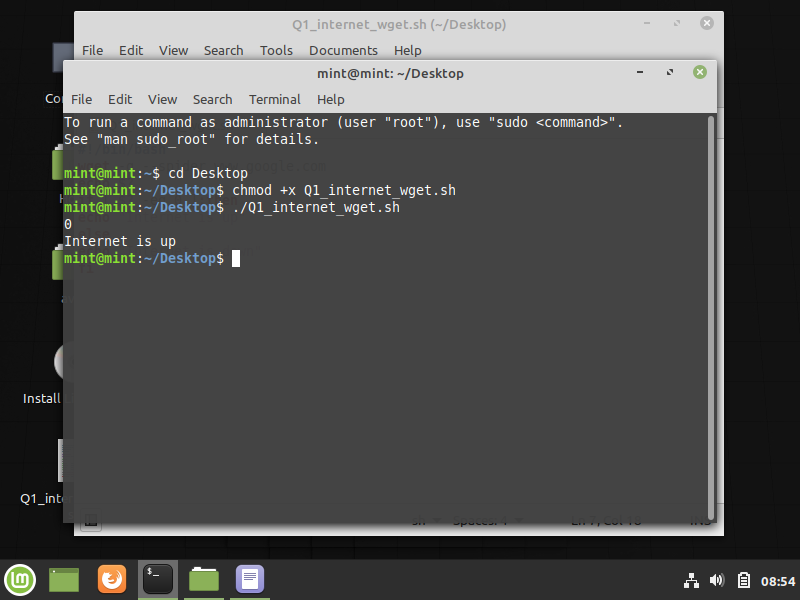 Q1_internet_wget.sh (~/Desktop)
File Edit View Search Tools Documents Help
mint@mint: ~/Desktop
File Edit View Search Terminal Help
To run a command as administrator (user "root"), use "sudo <command>".
See "man sudo_root" for details.
mint@mint:~$ cd Desktop
mint@mint:~/Desktop$ chmod +x Q1_internet_wget.sh
mint@mint:~/Desktop$ ./Q1_internet_wget.sh
0
Internet is up
mint@mint:~/Desktop$
Install
Q1_inte
$_
08:54